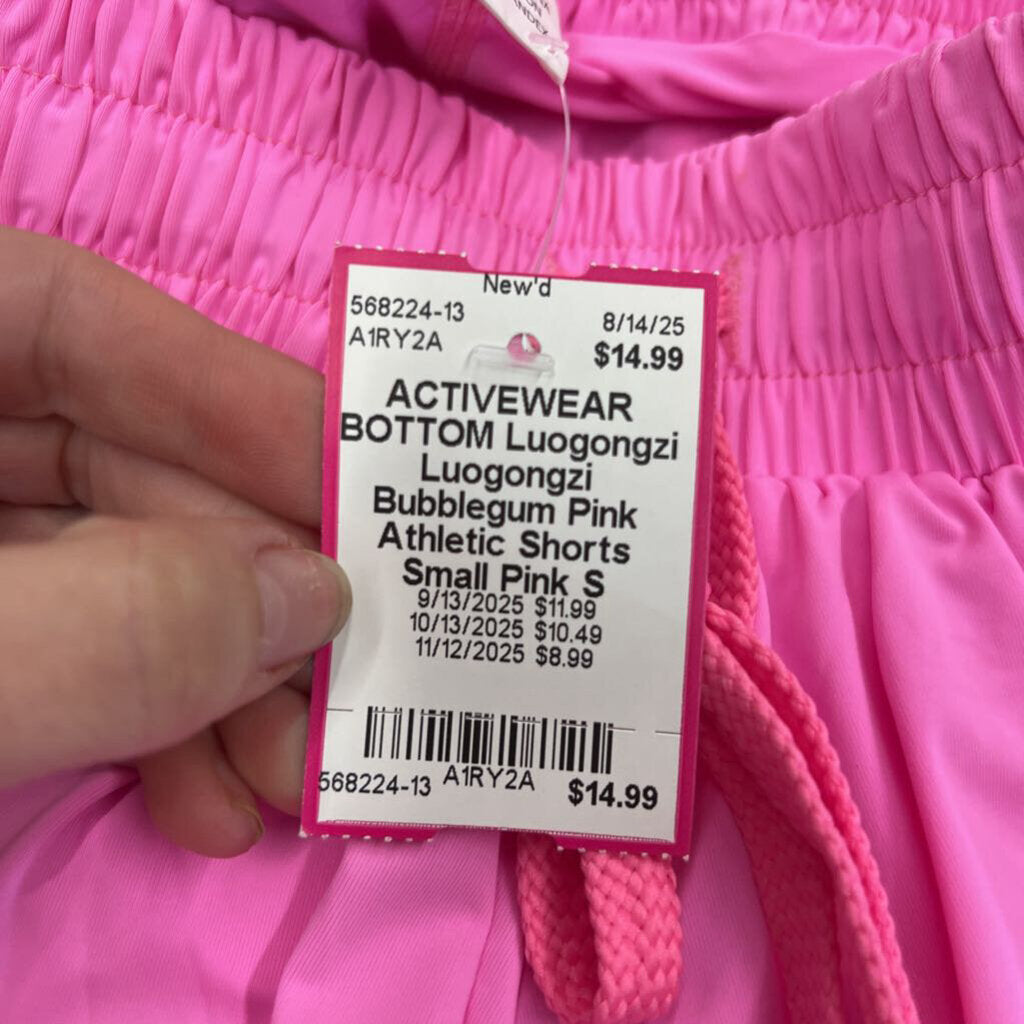 New'd
568224-13
8/14/25
A1RY2A
$14.99
ACTIVEWEAR
BOTTOM Luogongzi
Luogongzi
Bubblegum Pink
Athletic Shorts
Small Pink S
9/13/2025 $11.99
10/13/2025 $10.49
11/12/2025 $8.99
568224-13 A1RY2A $14.99